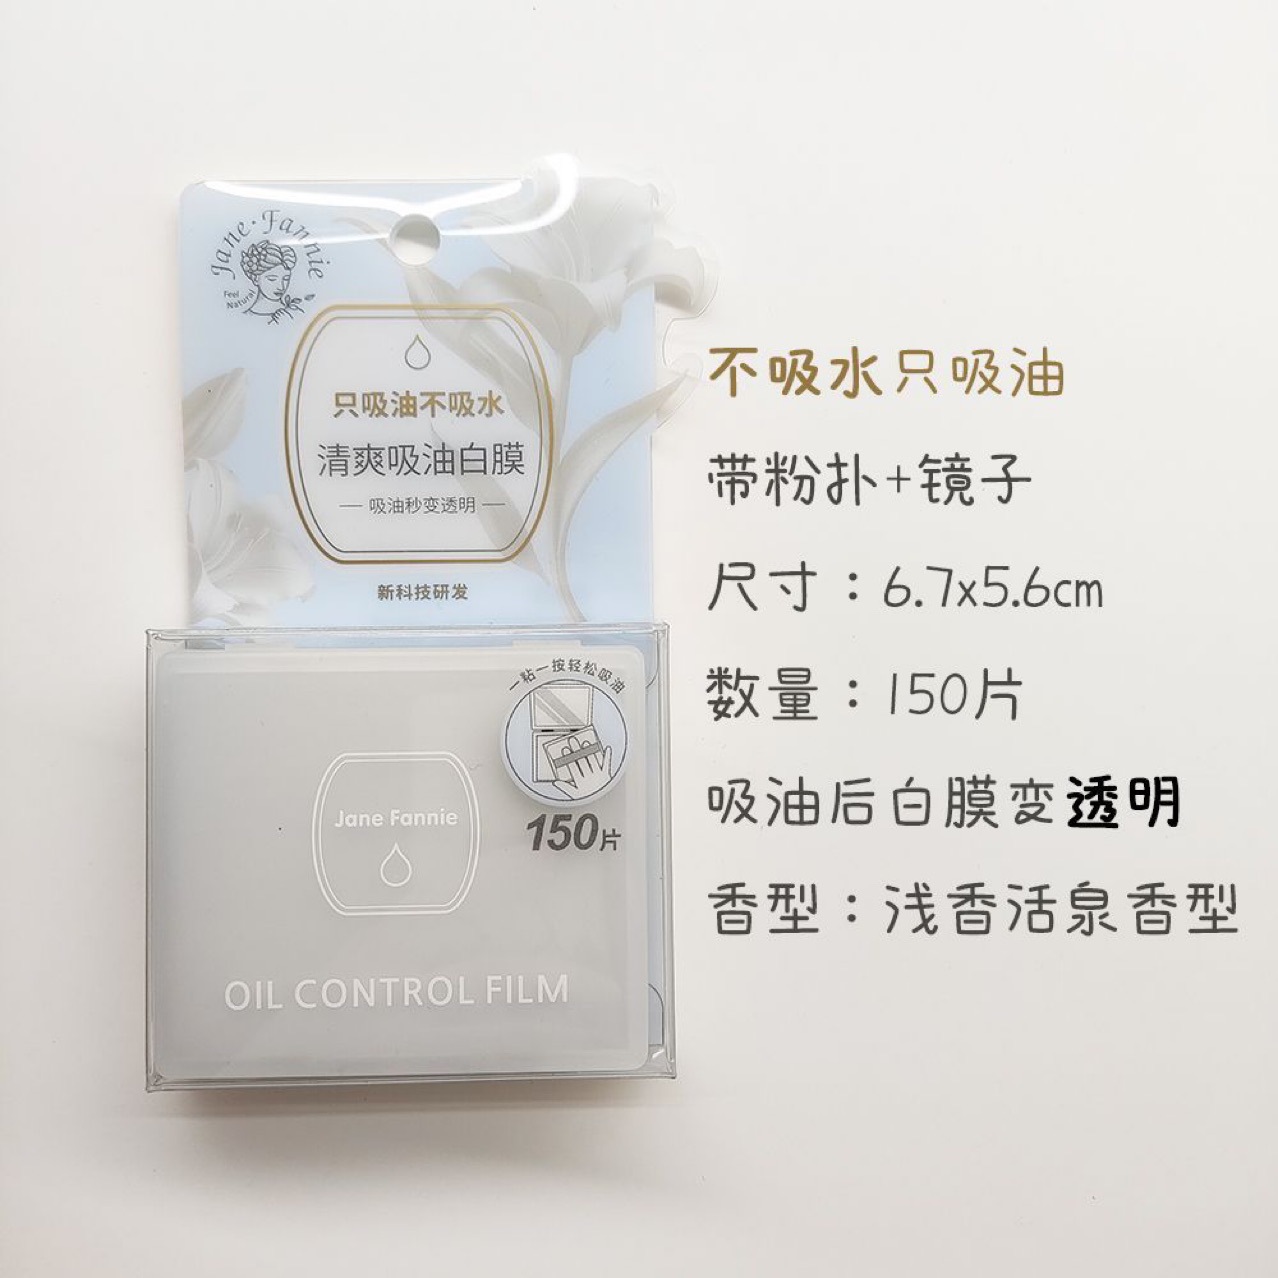 Jane·Fannie
Feel
Natural
只吸油不吸水
清爽吸油白膜
吸油秒变透明
新科技研发
一粘一按轻松吸油
150片
Jane Fannie
OIL CONTROL FILM
不吸水只吸油
带粉扑+镜子
尺寸：6.7x5.6cm
数量：150片
吸油后白膜变透明
香型：浅香活泉香型